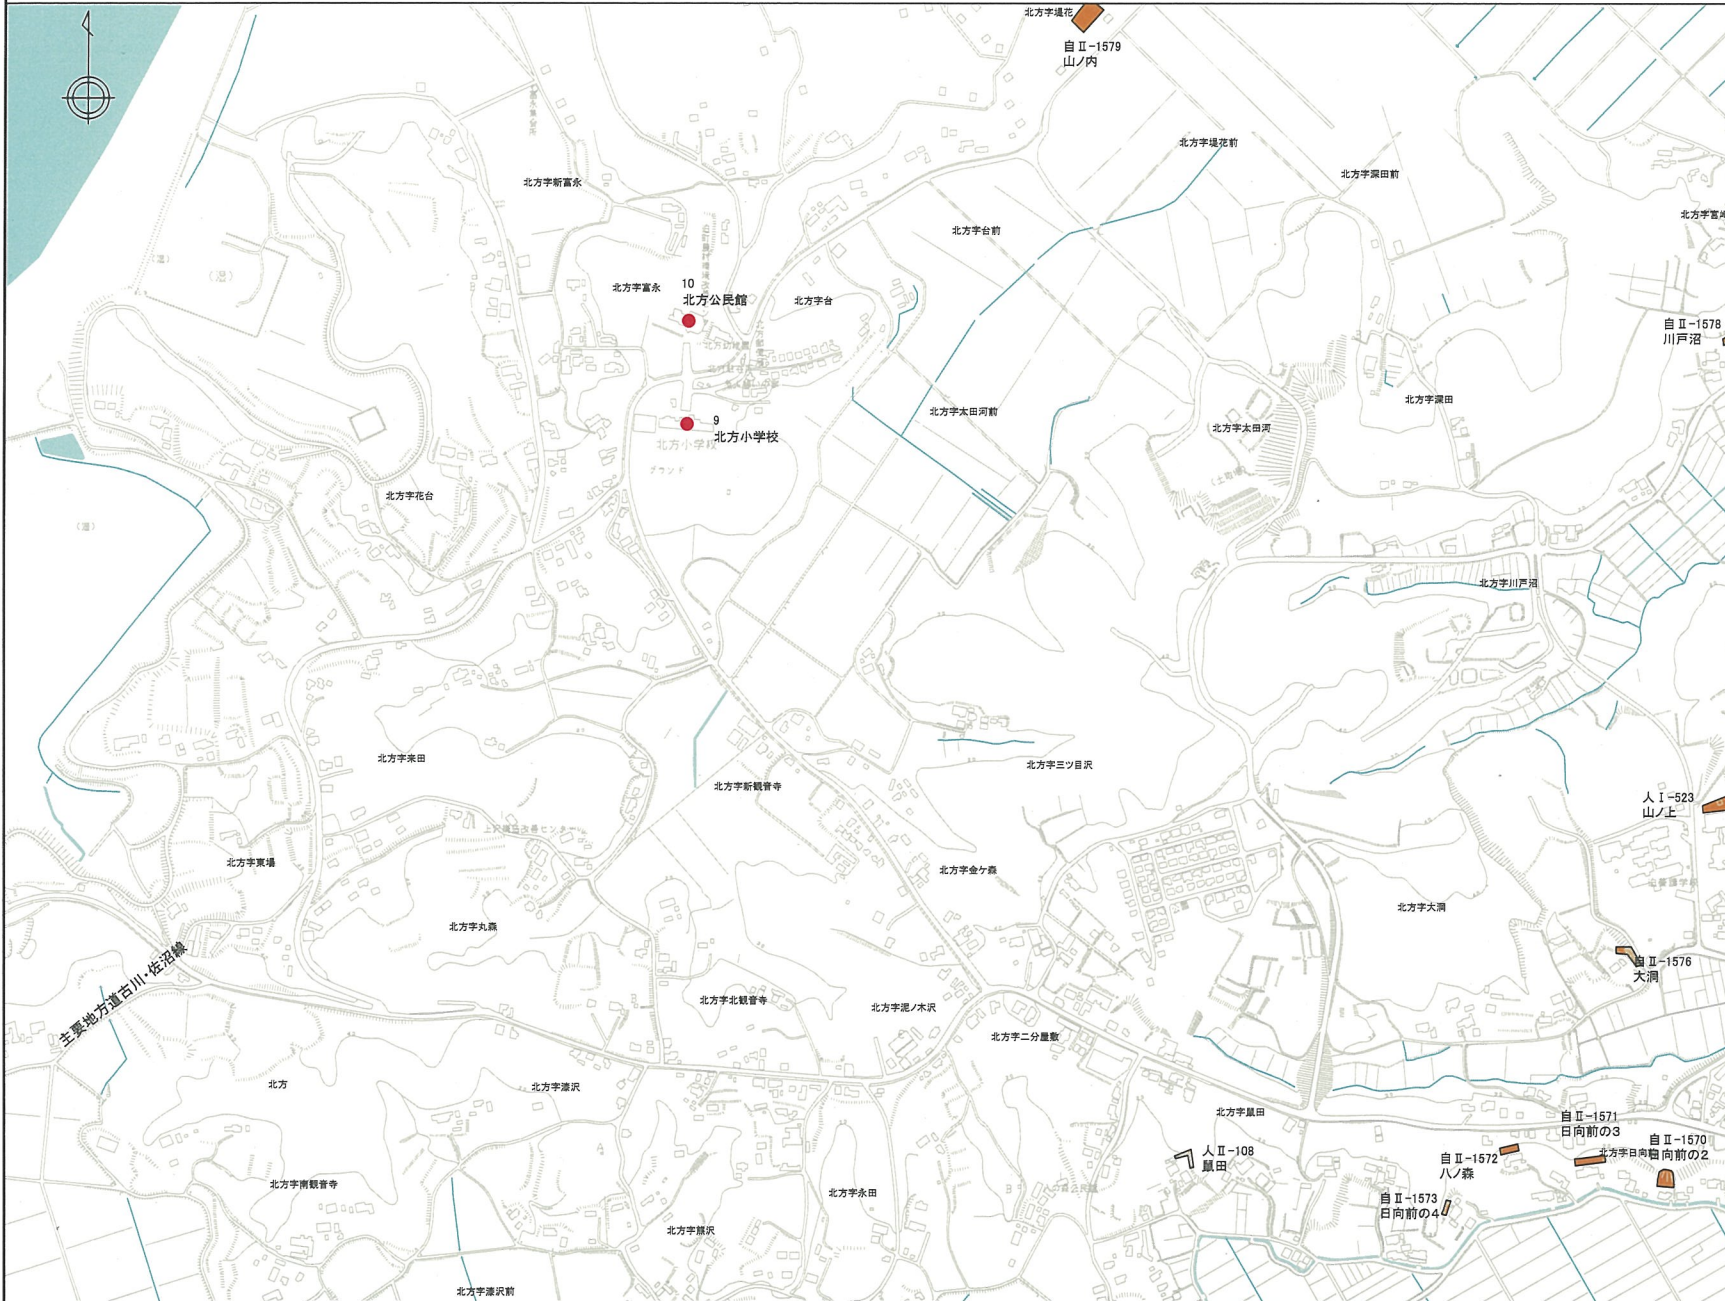 北方字堤花
自Ⅱ-1579
山ノ内
北方字堤花前
北方字深田前
北方字新富永
北方字台前
北方字富永
10
北方公民館
北方字台
自Ⅱ-1578
川戸沼
北方字深田
北方字太田河前
北方字太田河
9
北方小学校
北方小学校
グランド
北方字花台
北方字川戸沼
北方字来田
北方字三ツ目沢
北方字新観音寺
人Ⅰ-523
山ノ上
北方字東場
北方字金ケ森
北方字大洞
北方字丸森
主要地方道古川・佐沼線
自Ⅱ-1576
大洞
北方字北観音寺
北方字泥ノ木沢
北方字二分屋敷
北方
北方字漆沢
北方字鼠田
自Ⅱ-1571
日向前の3
自Ⅱ-1570
日向前の2
人Ⅱ-108
鼠田
自Ⅱ-1572
八ノ森
北方字南観音寺
北方字永田
自Ⅱ-1573
日向前の4
北方字熊沢
北方字漆沢前